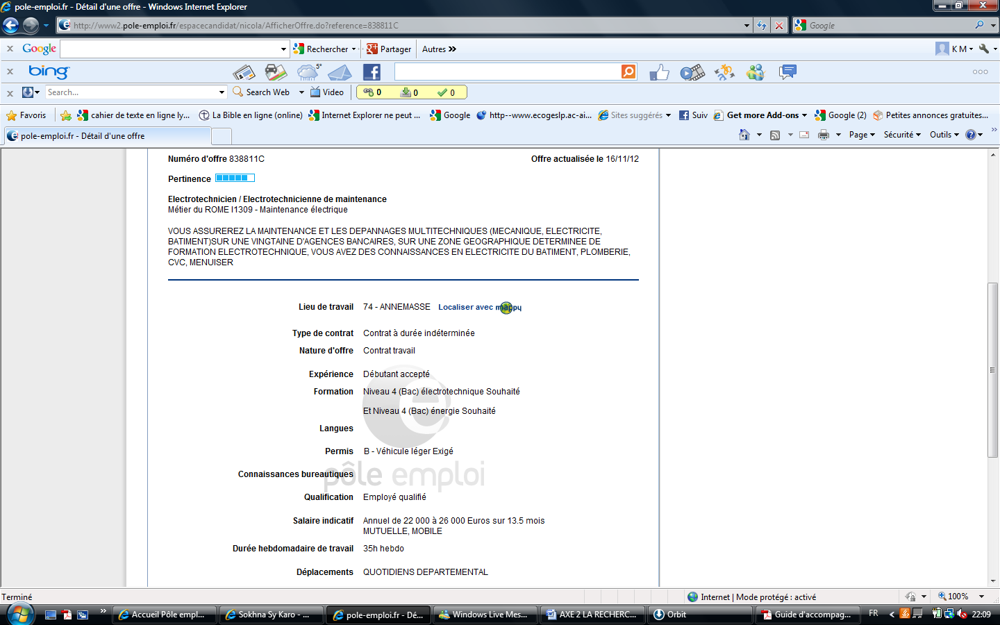 pole-emploi.fr - Détail d'une offre - Windows Internet Explorer
http://www2.pole-emploi.fr/espacecandidat/nicola/AfficherOffre.do?reference=838811C
Google
Google Rechercher Partager Autres K M
bing 5°
Search... Search Web Video 0 0 0
Favoris cahier de texte en ligne ly... La Bible en ligne (online) Internet Explorer ne peut ... Google http--www.ecogeslp.ac-ai... Sites suggérés Suiv Get more Add-ons Google (2) Petites annonces gratuites...
pole-emploi.fr - Détail d'une offre Page Sécurité Outils
Numéro d'offre 838811C Offre actualisée le 16/11/12
Pertinence
Electrotechnicien / Electrotechnicienne de maintenance
Métier du ROME I1309 - Maintenance électrique
VOUS ASSUREREZ LA MAINTENANCE ET LES DEPANNAGES MULTITECHNIQUES (MECANIQUE, ELECTRICITE,
BATIMENT)SUR UNE VINGTAINE D'AGENCES BANCAIRES, SUR UNE ZONE GEOGRAPHIQUE DETERMINEE DE
FORMATION ELECTROTECHNIQUE, VOUS AVEZ DES CONNAISSANCES EN ELECTRICITE DU BATIMENT, PLOMBERIE,
CVC, MENUISER
Lieu de travail 74 - ANNEMASSE Localiser avec mappy
Type de contrat Contrat à durée indéterminée
Nature d'offre Contrat travail
Expérience Débutant accepté
Formation Niveau 4 (Bac) électrotechnique Souhaité
Et Niveau 4 (Bac) énergie Souhaité
Langues
Permis B - Véhicule léger Exigé
pôle emploi
Connaissances bureautiques
Qualification Employé qualifié
Salaire indicatif Annuel de 22 000 à 26 000 Euros sur 13.5 mois
MUTUELLE, MOBILE
Durée hebdomadaire de travail 35h hebdo
Déplacements QUOTIDIENS DEPARTEMENTAL
Terminé Internet | Mode protégé : activé 100%
Accueil Pôle empl... Sokhna Sy Karo - ... pole-emploi.fr - Dé... Windows Live Mes... AXE 2 LA RECHERC... Orbit Guide d'accompag... FR 22:09